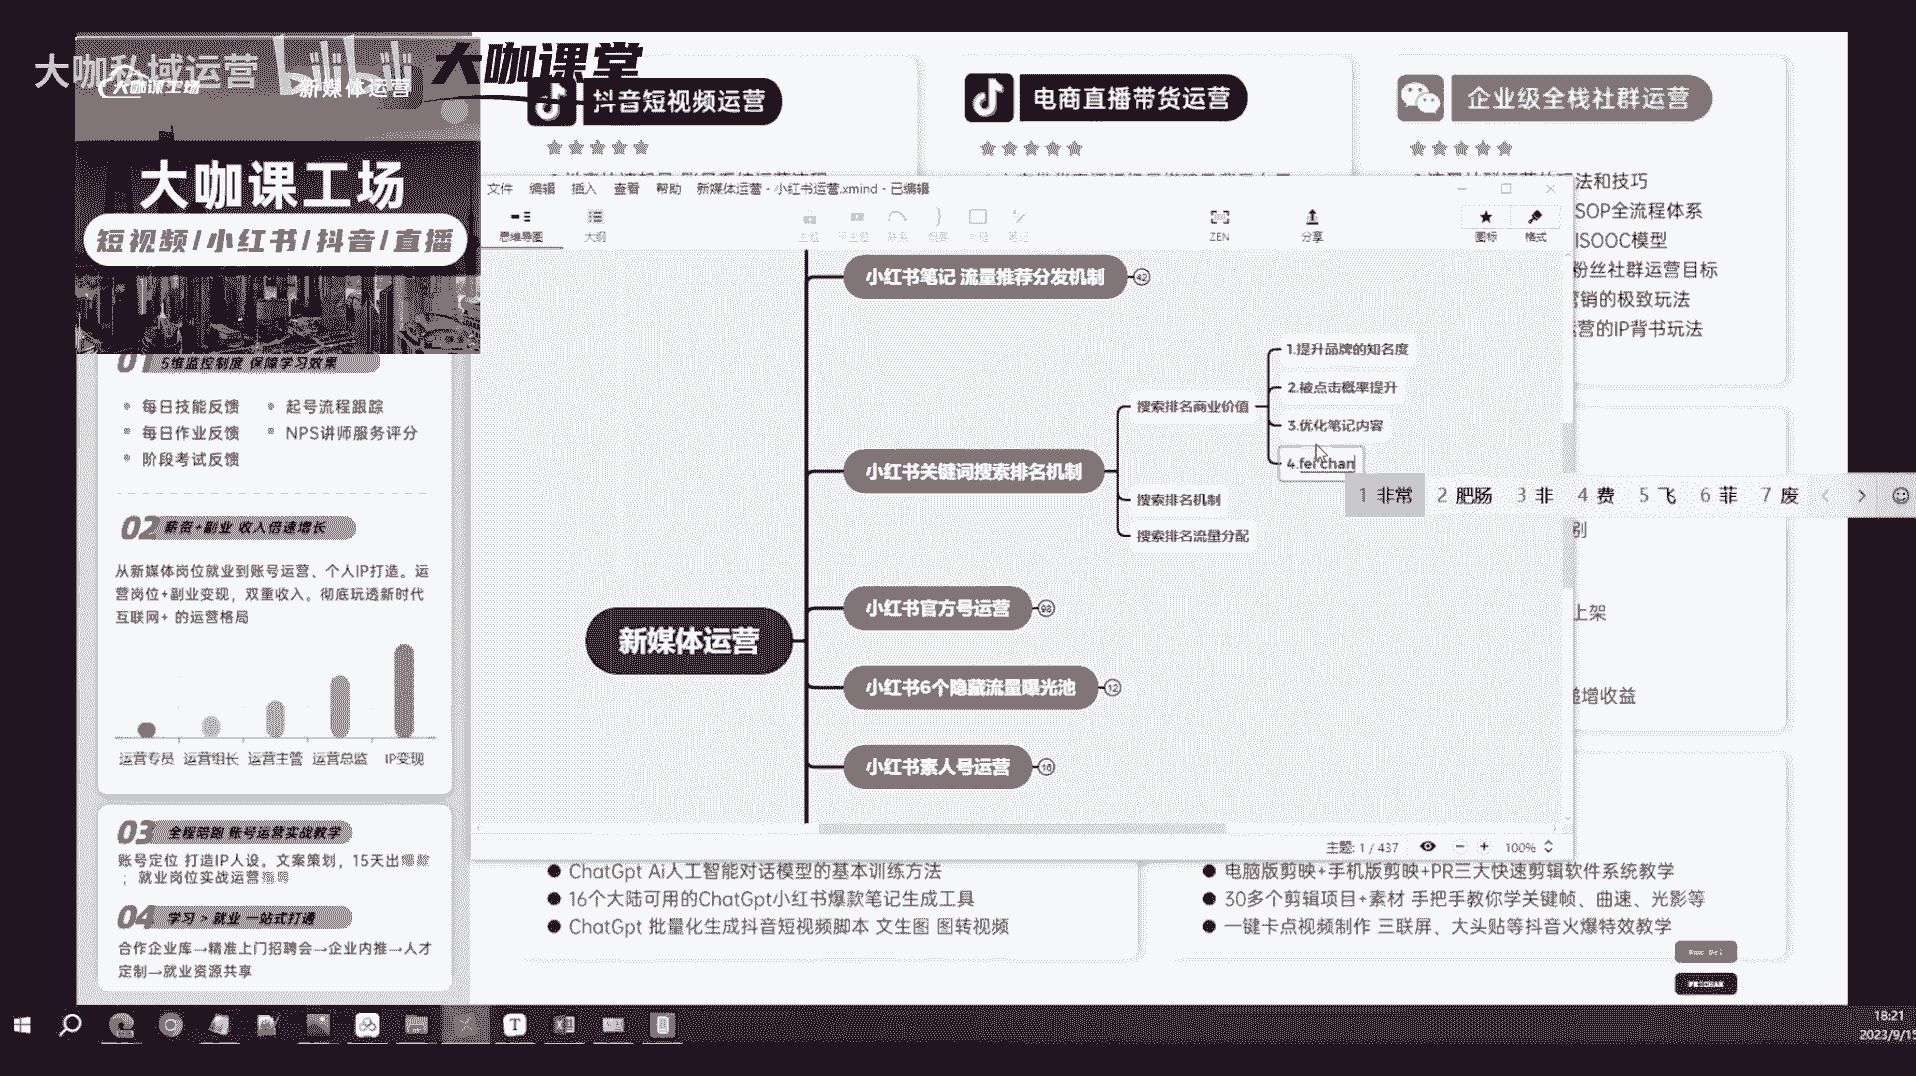 大咖私域运营
bilibili
大咖课堂
大咖课工场
新媒体运营
大咖课工场
短视频/小红书/抖音/直播
01 5维监控制度 保障学习效果
每日技能反馈
起号流程跟踪
每日作业反馈
NPS讲师服务评分
阶段考试反馈
02 薪资+副业 收入倍速增长
从新媒体岗位就业到账号运营、个人IP打造。运
营岗位+副业变现，双重收入。彻底玩透新时代
互联网+ 的运营格局
运营专员 运营组长 运营主管 运营总监 IP变现
03 全程陪跑 账号运营实战教学
账号定位 打造IP人设。文案策划，15天出爆款
；就业岗位实战运营指导
04 学习 > 就业 一站式打通
合作企业库→精准上门招聘会→企业内推→人才
定制→就业资源共享
抖音短视频运营
电商直播带货运营
企业级全栈社群运营
法和技巧
SOP全流程体系
ISOOC模型
粉丝社群运营目标
营销的极致玩法
运营的IP背书玩法
别
上架
递增收益
文件 编辑 插入 查看 帮助 新媒体运营 - 小红书运营.xmind - 已编辑
思维导图 大纲 主题 子主题 联系 概要 外框 笔记 ZEN 分享 图标 格式
小红书笔记 流量推荐分发机制 42
1.提升品牌的知名度
2.被点击概率提升
搜索排名商业价值
3.优化笔记内容
4.fei'chan
小红书关键词搜索排名机制
搜索排名机制
搜索排名流量分配
1 非常 2 肥肠 3 非 4 费 5 飞 6 菲 7 废
小红书官方号运营 98
新媒体运营
小红书6个隐藏流量曝光池 12
小红书素人号运营 16
主题: 1 / 437 100%
ChatGpt Ai人工智能对话模型的基本训练方法
16个大陆可用的ChatGpt小红书爆款笔记生成工具
ChatGpt 批量化生成抖音短视频脚本 文生图 图转视频
电脑版剪映+手机版剪映+PR三大快速剪辑软件系统教学
30多个剪辑项目+素材 手把手教你学关键帧、曲速、光影等
一键卡点视频制作 三联屏、大头贴等抖音火爆特效教学
18:21
2023/9/15